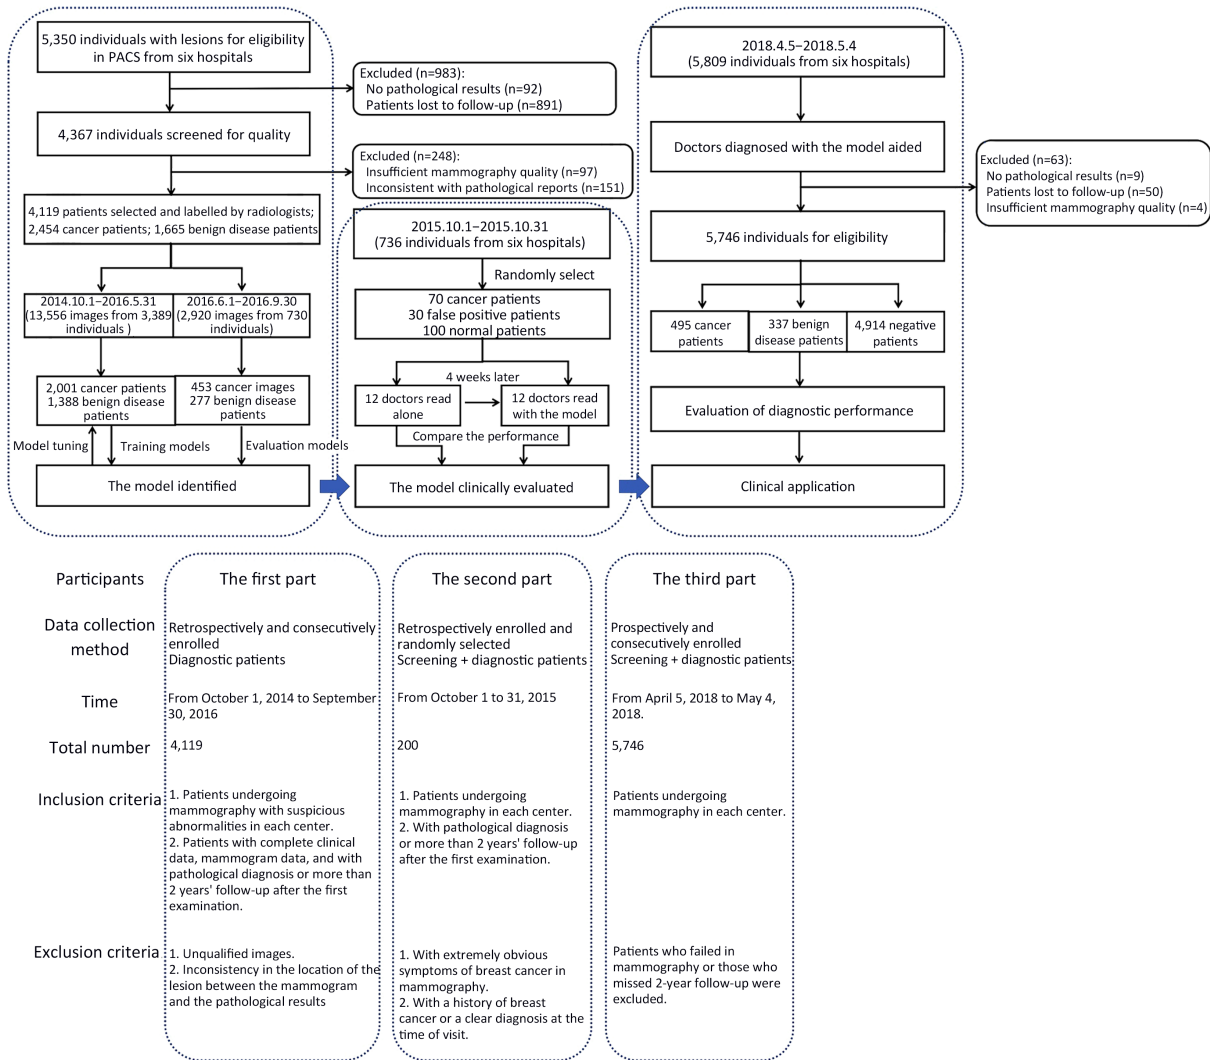 5,350 individuals with lesions for eligibility
in PACS from six hospitals
Excluded (n=983):
No pathological results (n=92)
Patients lost to follow-up (n=891)
4,367 individuals screened for quality
Excluded (n=248):
Insufficient mammography quality (n=97)
Inconsistent with pathological reports (n=151)
4,119 patients selected and labelled by radiologists;
2,454 cancer patients; 1,665 benign disease patients
2014.10.1–2016.5.31
(13,556 images from 3,389
individuals )
2016.6.1–2016.9.30
(2,920 images from 730
individuals)
2,001 cancer patients
1,388 benign disease
patients
453 cancer images
277 benign disease
patients
Model tuning
Training models
Evaluation models
The model identified
2015.10.1–2015.10.31
(736 individuals from six hospitals)
Randomly select
70 cancer patients
30 false positive patients
100 normal patients
4 weeks later
12 doctors read
alone
12 doctors read
with the model
Compare the performance
The model clinically evaluated
2018.4.5–2018.5.4
(5,809 individuals from six hospitals)
Doctors diagnosed with the model aided
Excluded (n=63):
No pathological results (n=9)
Patients lost to follow-up (n=50)
Insufficient mammography quality (n=4)
5,746 individuals for eligibility
495 cancer
patients
337 benign
disease patients
4,914 negative
patients
Evaluation of diagnostic performance
Clinical application
Participants
The first part
The second part
The third part
Data collection
method
Retrospectively and consecutively
enrolled
Diagnostic patients
Retrospectively enrolled and
randomly selected
Screening + diagnostic patients
Prospectively and
consecutively enrolled
Screening + diagnostic patients
Time
From October 1, 2014 to September
30, 2016
From October 1 to 31, 2015
From April 5, 2018 to May 4,
2018.
Total number
4,119
200
5,746
Inclusion criteria
1. Patients undergoing
mammography with suspicious
abnormalities in each center.
2. Patients with complete clinical
data, mammogram data, and with
pathological diagnosis or more than
2 years' follow-up after the first
examination.
1. Patients undergoing
mammography in each center.
2. With pathological diagnosis
or more than 2 years' follow-up
after the first examination.
Patients undergoing
mammography in each center.
Exclusion criteria
1. Unqualified images.
2. Inconsistency in the location of the
lesion between the mammogram
and the pathological results
1. With extremely obvious
symptoms of breast cancer in
mammography.
2. With a history of breast
cancer or a clear diagnosis at the
time of visit.
Patients who failed in
mammography or those who
missed 2-year follow-up were
excluded.